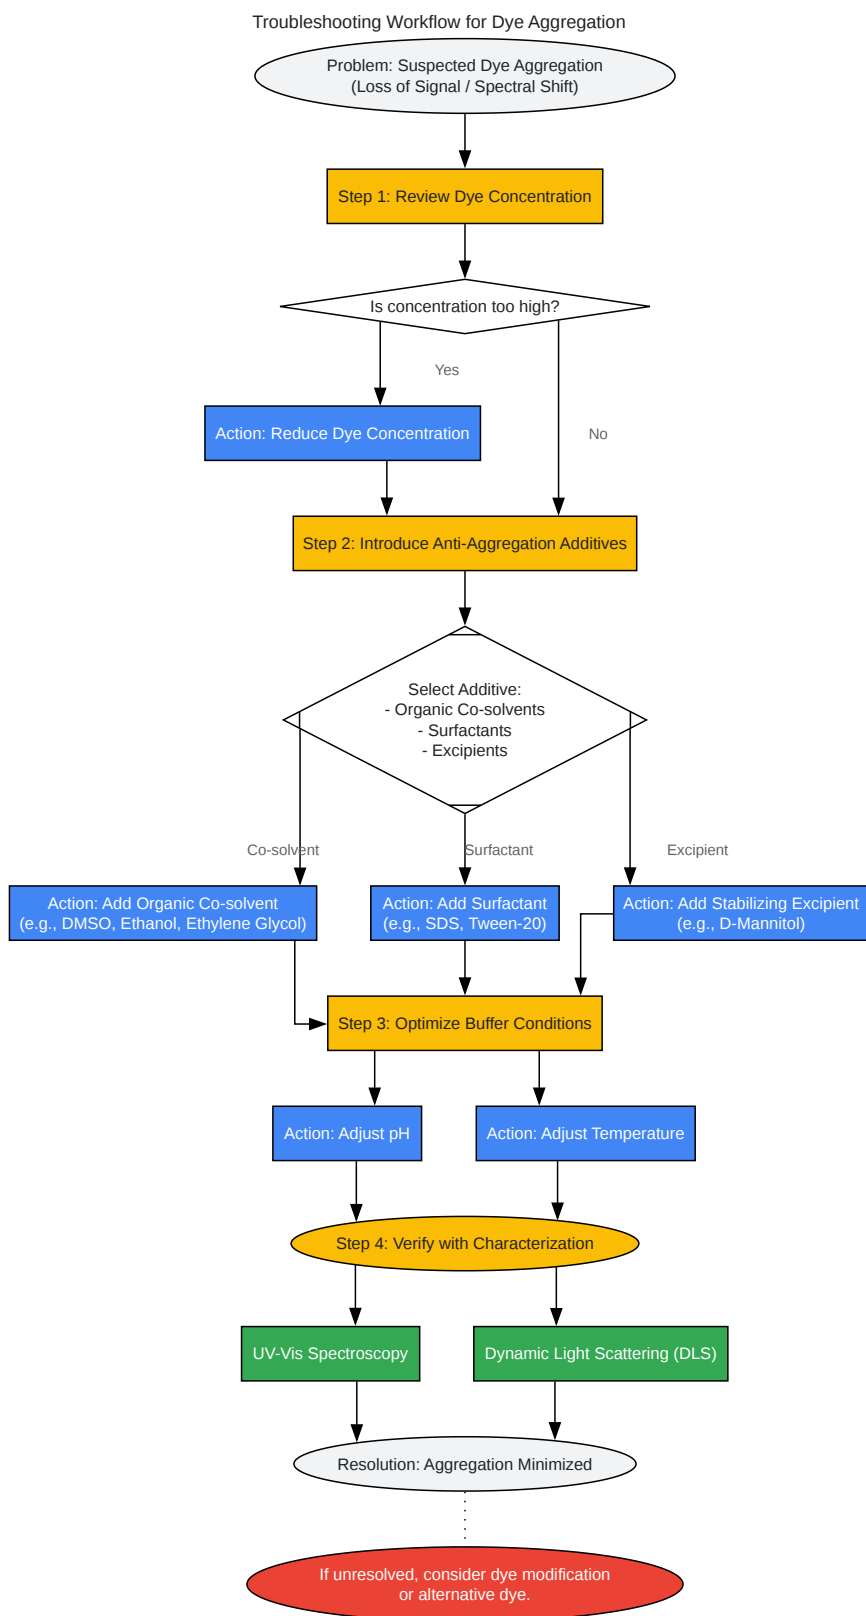 Troubleshooting Workflow for Dye Aggregation
Problem: Suspected Dye Aggregation
(Loss of Signal / Spectral Shift)
Step 1: Review Dye Concentration
Is concentration too high?
Yes
Action: Reduce Dye Concentration
No
Step 2: Introduce Anti-Aggregation Additives
Select Additive:
- Organic Co-solvents
- Surfactants
- Excipients
Co-solvent
Surfactant
Excipient
Action: Add Organic Co-solvent
(e.g., DMSO, Ethanol, Ethylene Glycol)
Action: Add Surfactant
(e.g., SDS, Tween-20)
Action: Add Stabilizing Excipient
(e.g., D-Mannitol)
Step 3: Optimize Buffer Conditions
Action: Adjust pH
Action: Adjust Temperature
Step 4: Verify with Characterization
UV-Vis Spectroscopy
Dynamic Light Scattering (DLS)
Resolution: Aggregation Minimized
If unresolved, consider dye modification
or alternative dye.